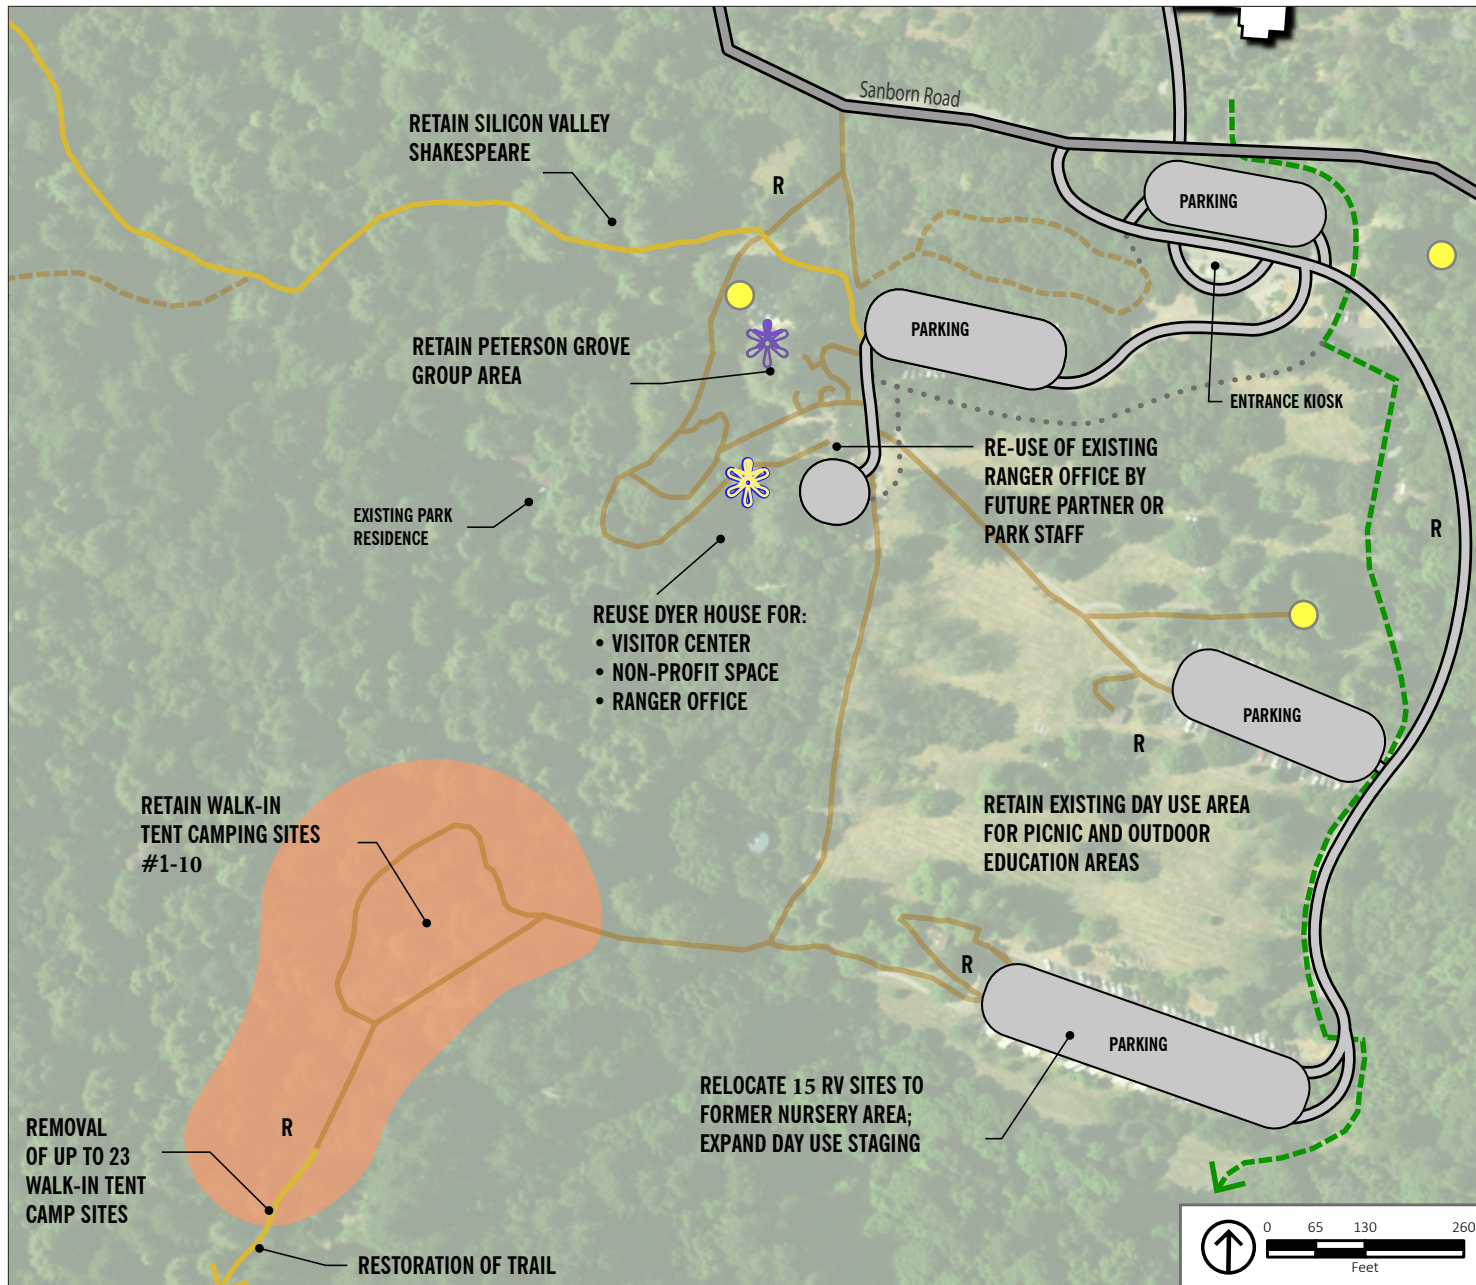 Sanborn Road
RETAIN SILICON VALLEY
SHAKESPEARE
R
PARKING
PARKING
RETAIN PETERSON GROVE
GROUP AREA
ENTRANCE KIOSK
RE-USE OF EXISTING
RANGER OFFICE BY
FUTURE PARTNER OR
PARK STAFF
EXISTING PARK
RESIDENCE
R
REUSE DYER HOUSE FOR:
• VISITOR CENTER
• NON-PROFIT SPACE
• RANGER OFFICE
PARKING
R
RETAIN WALK-IN
TENT CAMPING SITES
#1-10
RETAIN EXISTING DAY USE AREA
FOR PICNIC AND OUTDOOR
EDUCATION AREAS
R
PARKING
RELOCATE 15 RV SITES TO
FORMER NURSERY AREA;
EXPAND DAY USE STAGING
R
REMOVAL
OF UP TO 23
WALK-IN TENT
CAMP SITES
RESTORATION OF TRAIL
0 65 130 260
Feet